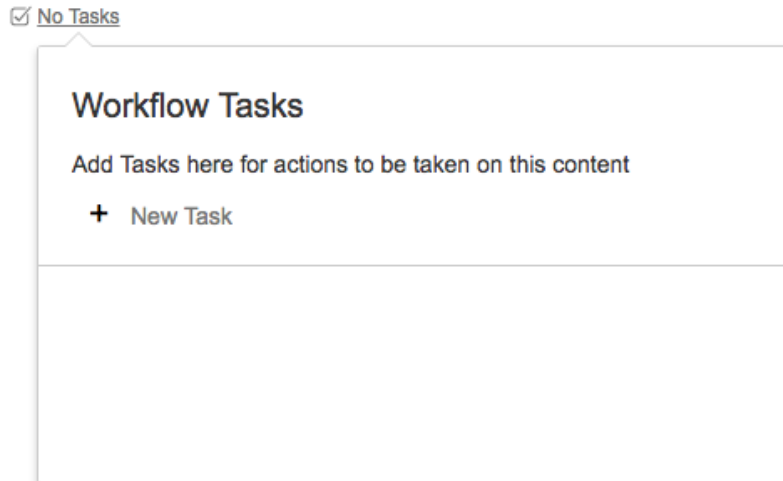 No Tasks
Workflow Tasks
Add Tasks here for actions to be taken on this content
+ New Task